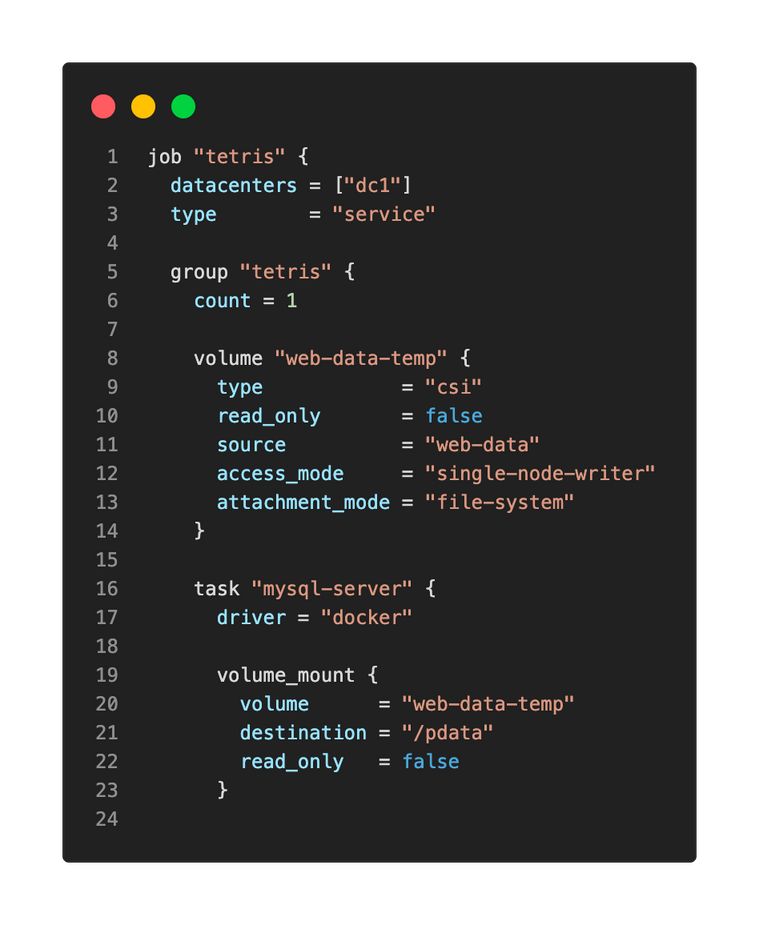 1 job "tetris" {
2   datacenters = ["dc1"]
3   type        = "service"
4
5   group "tetris" {
6     count = 1
7
8     volume "web-data-temp" {
9       type            = "csi"
10       read_only       = false
11       source          = "web-data"
12       access_mode     = "single-node-writer"
13       attachment_mode = "file-system"
14     }
15
16     task "mysql-server" {
17       driver = "docker"
18
19       volume_mount {
20         volume      = "web-data-temp"
21         destination = "/pdata"
22         read_only   = false
23       }
24